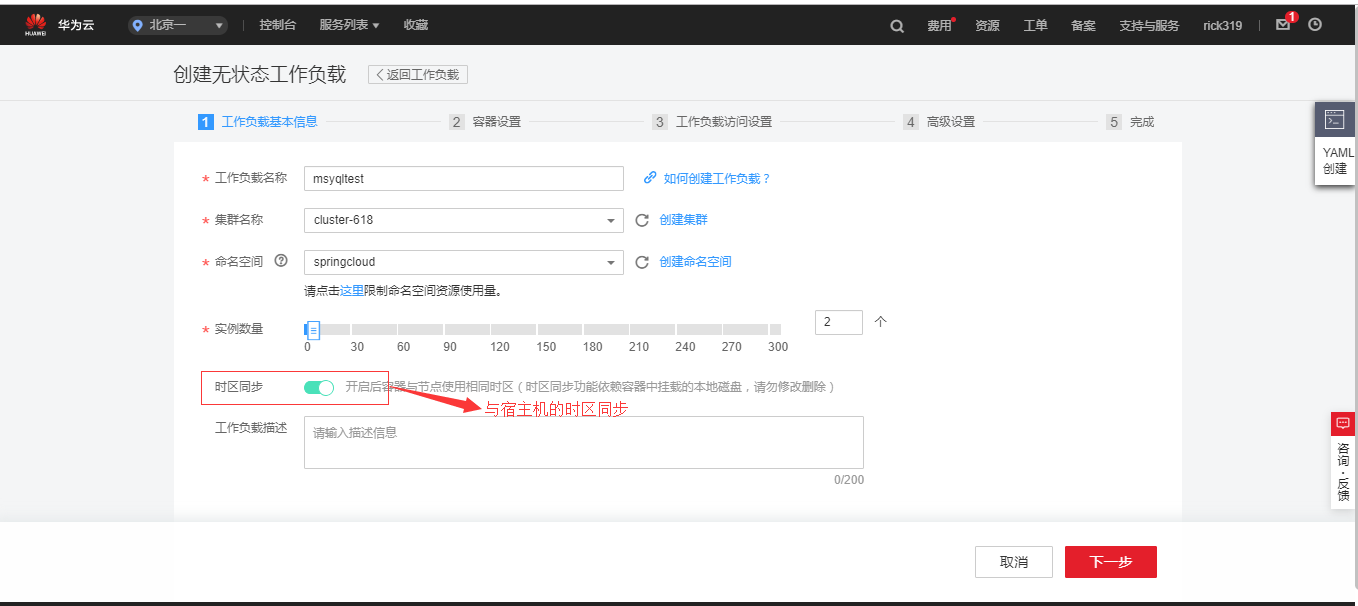 HUAWEI 华为云 北京一 控制台 服务列表 收藏 费用 资源 工单 备案 支持与服务 rick319 1
创建无状态工作负载 返回工作负载
1 工作负载基本信息 2 容器设置 3 工作负载访问设置 4 高级设置 5 完成
YAML
创建
* 工作负载名称 msyqltest 如何创建工作负载？
* 集群名称 cluster-618 创建集群
* 命名空间 ? springcloud 创建命名空间
请点击这里限制命名空间资源使用量。
* 实例数量 2 个
0 30 60 90 120 150 180 210 240 270 300
时区同步 开启后容器与节点使用相同时区（时区同步功能依赖容器中挂载的本地磁盘，请勿修改删除）
与宿主机的时区同步
工作负载描述 请输入描述信息
0/200
咨询·反馈
取消 下一步